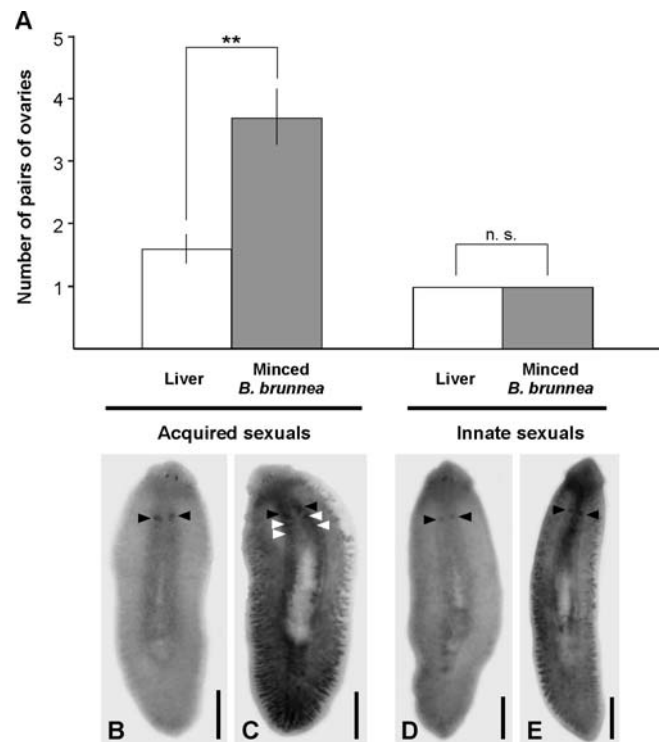 A
Number of pairs of ovaries
5
4
3
2
1
**
n. s.
Liver
Minced
B. brunnea
Liver
Minced
B. brunnea
Acquired sexuals
Innate sexuals
B
C
D
E